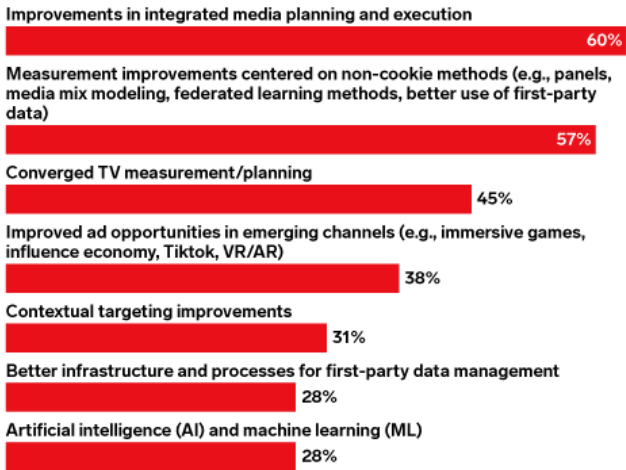 Improvements in integrated media planning and execution
60%
Measurement improvements centered on non-cookie methods (e.g., panels,
media mix modeling, federated learning methods, better use of first-party
data)
57%
Converged TV measurement/planning
45%
Improved ad opportunities in emerging channels (e.g., immersive games,
influence economy, Tiktok, VR/AR)
38%
Contextual targeting improvements
31%
Better infrastructure and processes for first-party data management
28%
Artificial intelligence (AI) and machine learning (ML)
28%